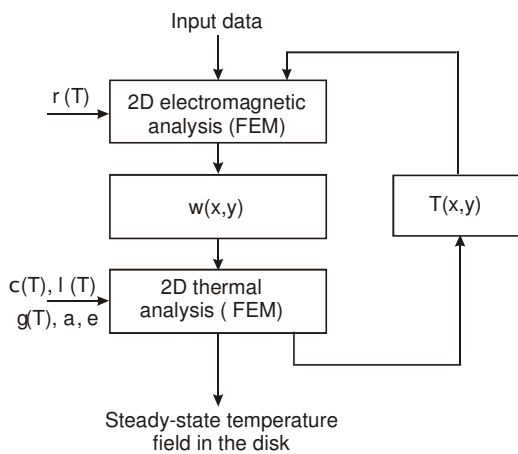 Input data
r (T)
2D electromagnetic
analysis (FEM)
w(x,y)
T(x,y)
c(T), l (T)
g(T), a, e
2D thermal
analysis ( FEM)
Steady-state temperature
field in the disk